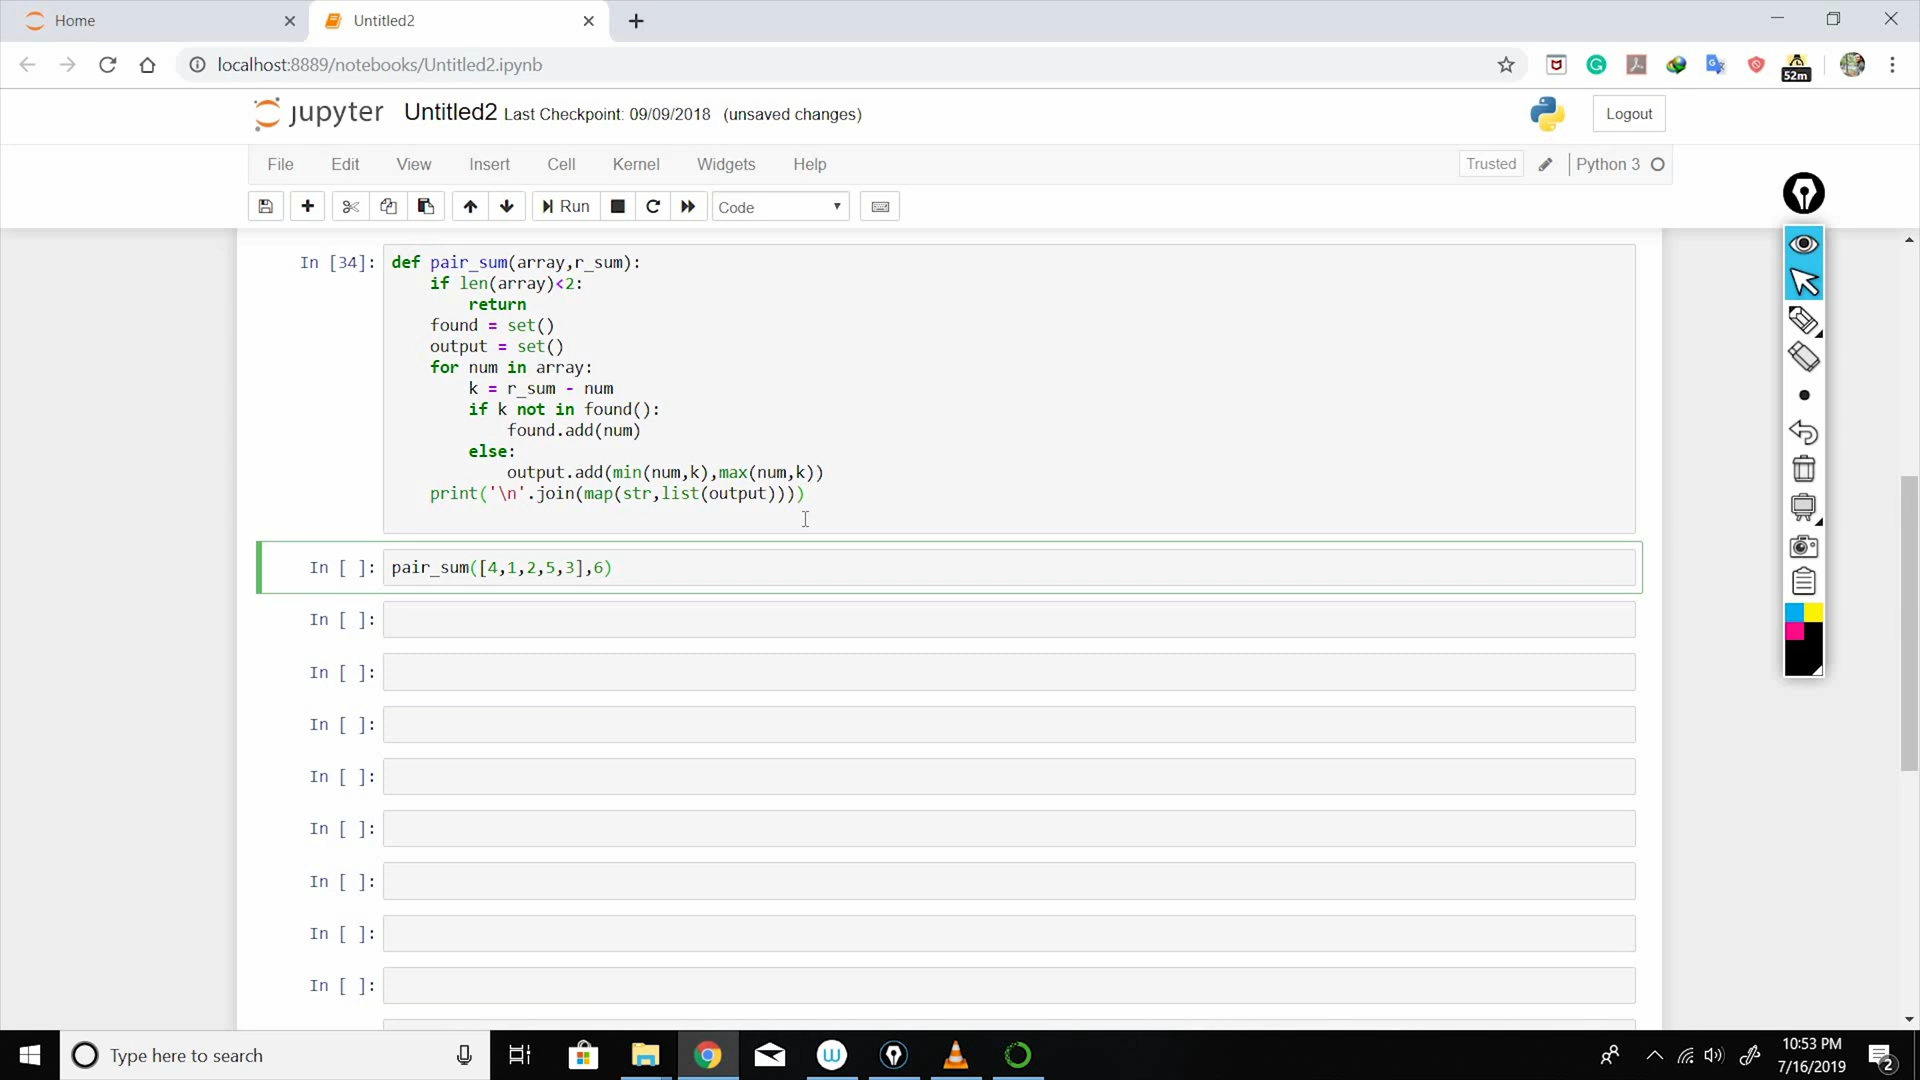 Home
Untitled2
localhost:8889/notebooks/Untitled2.ipynb
52m
jupyter Untitled2 Last Checkpoint: 09/09/2018 (unsaved changes)
Logout
File Edit View Insert Cell Kernel Widgets Help
Trusted
Python 3
Run
Code
In [34]:
def pair_sum(array,r_sum):
    if len(array)<2:
        return
    found = set()
    output = set()
    for num in array:
        k = r_sum - num
        if k not in found():
            found.add(num)
        else:
            output.add(min(num,k),max(num,k))
    print('\n'.join(map(str,list(output))))
In [ ]: pair_sum([4,1,2,5,3],6)
In [ ]:
In [ ]:
In [ ]:
In [ ]:
In [ ]:
In [ ]:
In [ ]:
In [ ]:
Type here to search
10:53 PM
7/16/2019
2